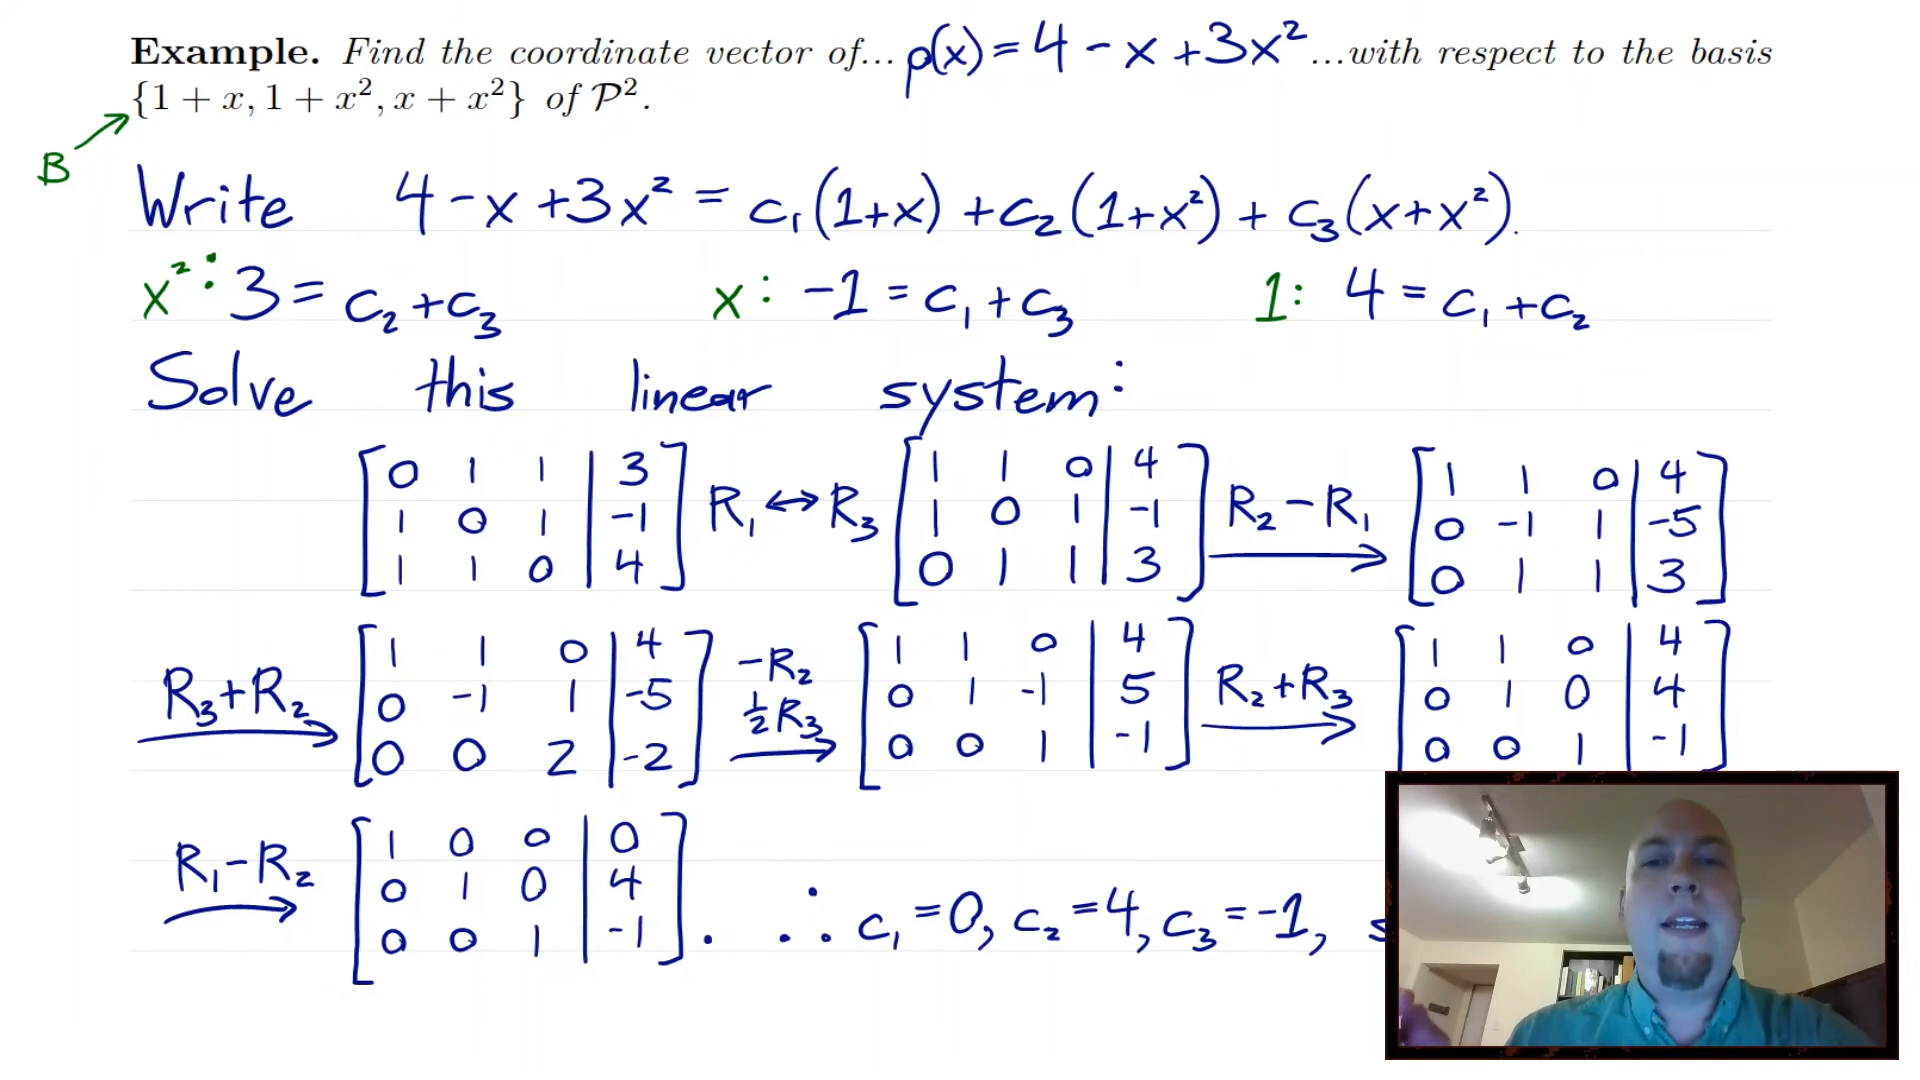 Example. Find the coordinate vector of... p(x) = 4 - x + 3x² ...with respect to the basis
{1 + x, 1 + x², x + x²} of P².
B
Write 4 - x + 3x² = c₁(1+x) + c₂(1+x²) + c₃(x+x²).
x²: 3 = c₂ + c₃ x: -1 = c₁ + c₃ 1: 4 = c₁ + c₂
Solve this linear system:
[0 1 1 | 3; 1 0 1 | -1; 1 1 0 | 4] R₁ ↔ R₃ [1 1 0 | 4; 1 0 1 | -1; 0 1 1 | 3] R₂ - R₁ → [1 1 0 | 4; 0 -1 1 | -5; 0 1 1 | 3]
R₃ + R₂ → [1 1 0 | 4; 0 -1 1 | -5; 0 0 2 | -2] -R₂ ½R₃ → [1 1 0 | 4; 0 1 -1 | 5; 0 0 1 | -1] R₂ + R₃ → [1 1 0 | 4; 0 1 0 | 4; 0 0 1 | -1]
R₁ - R₂ → [1 0 0 | 0; 0 1 0 | 4; 0 0 1 | -1]. ∴ c₁ = 0, c₂ = 4, c₃ = -1,